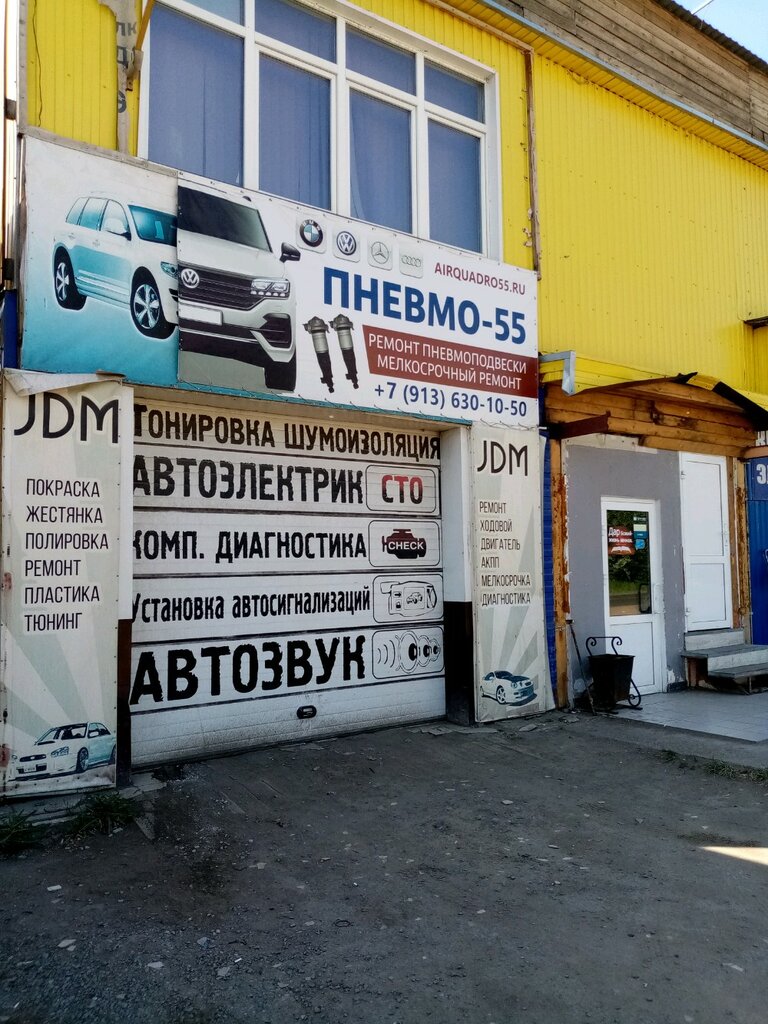 AIRQUADRO55.RU
ПНЕВМО-55
РЕМОНТ ПНЕВМОПОДВЕСКИ
МЕЛКОСРОЧНЫЙ РЕМОНТ
+7 (913) 630-10-50
JDM
ПОКРАСКА
ЖЕСТЯНКА
ПОЛИРОВКА
РЕМОНТ
ПЛАСТИКА
ТЮНИНГ
ТОНИРОВКА ШУМОИЗОЛЯЦИЯ
АВТОЭЛЕКТРИК СТО
КОМП. ДИАГНОСТИКА CHECK
УСТАНОВКА АВТОСИГНАЛИЗАЦИЙ
АВТОЗВУК
JDM
РЕМОНТ
ХОДОВОЙ
ДВИГАТЕЛЬ
АКПП
МЕЛКОСРОЧКА
ДИАГНОСТИКА